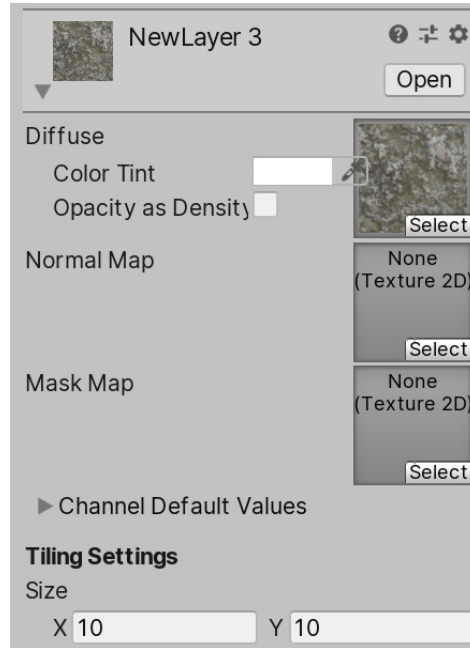 NewLayer 3
Open
Diffuse
Color Tint
Opacity as Density
Select
Normal Map
None
(Texture 2D)
Select
Mask Map
None
(Texture 2D)
Select
Channel Default Values
Tiling Settings
Size
X 10 Y 10